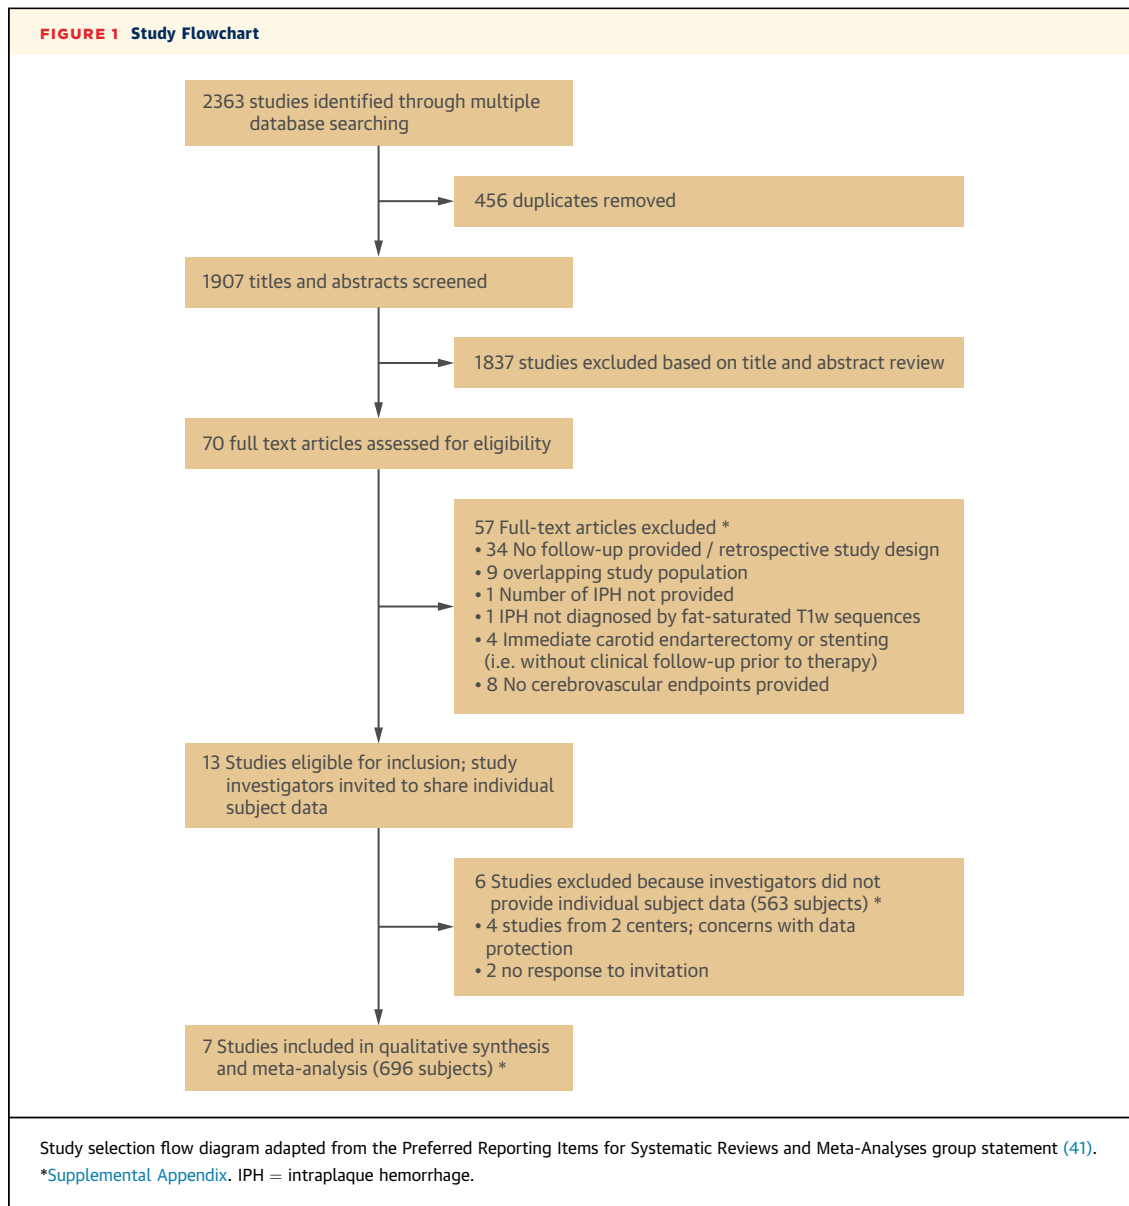 FIGURE 1 Study Flowchart
2363 studies identified through multiple
database searching
456 duplicates removed
1907 titles and abstracts screened
1837 studies excluded based on title and abstract review
70 full text articles assessed for eligibility
57 Full-text articles excluded *
• 34 No follow-up provided / retrospective study design
• 9 overlapping study population
• 1 Number of IPH not provided
• 1 IPH not diagnosed by fat-saturated T1w sequences
• 4 Immediate carotid endarterectomy or stenting
(i.e. without clinical follow-up prior to therapy)
• 8 No cerebrovascular endpoints provided
13 Studies eligible for inclusion; study
investigators invited to share individual
subject data
6 Studies excluded because investigators did not
provide individual subject data (563 subjects) *
• 4 studies from 2 centers; concerns with data
protection
• 2 no response to invitation
7 Studies included in qualitative synthesis
and meta-analysis (696 subjects) *
Study selection flow diagram adapted from the Preferred Reporting Items for Systematic Reviews and Meta-Analyses group statement (41).
*Supplemental Appendix. IPH = intraplaque hemorrhage.